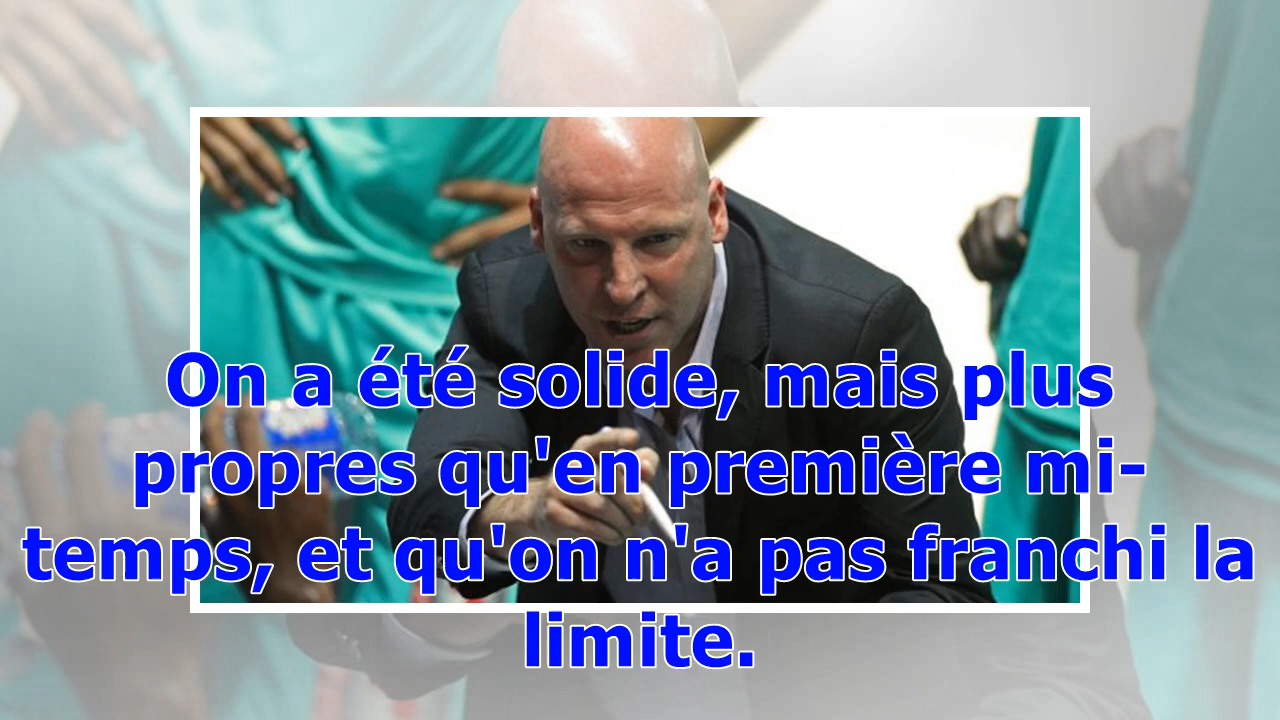 On a été solide, mais plus
propres qu'en première mi-
temps, et qu'on n'a pas franchi la
limite.